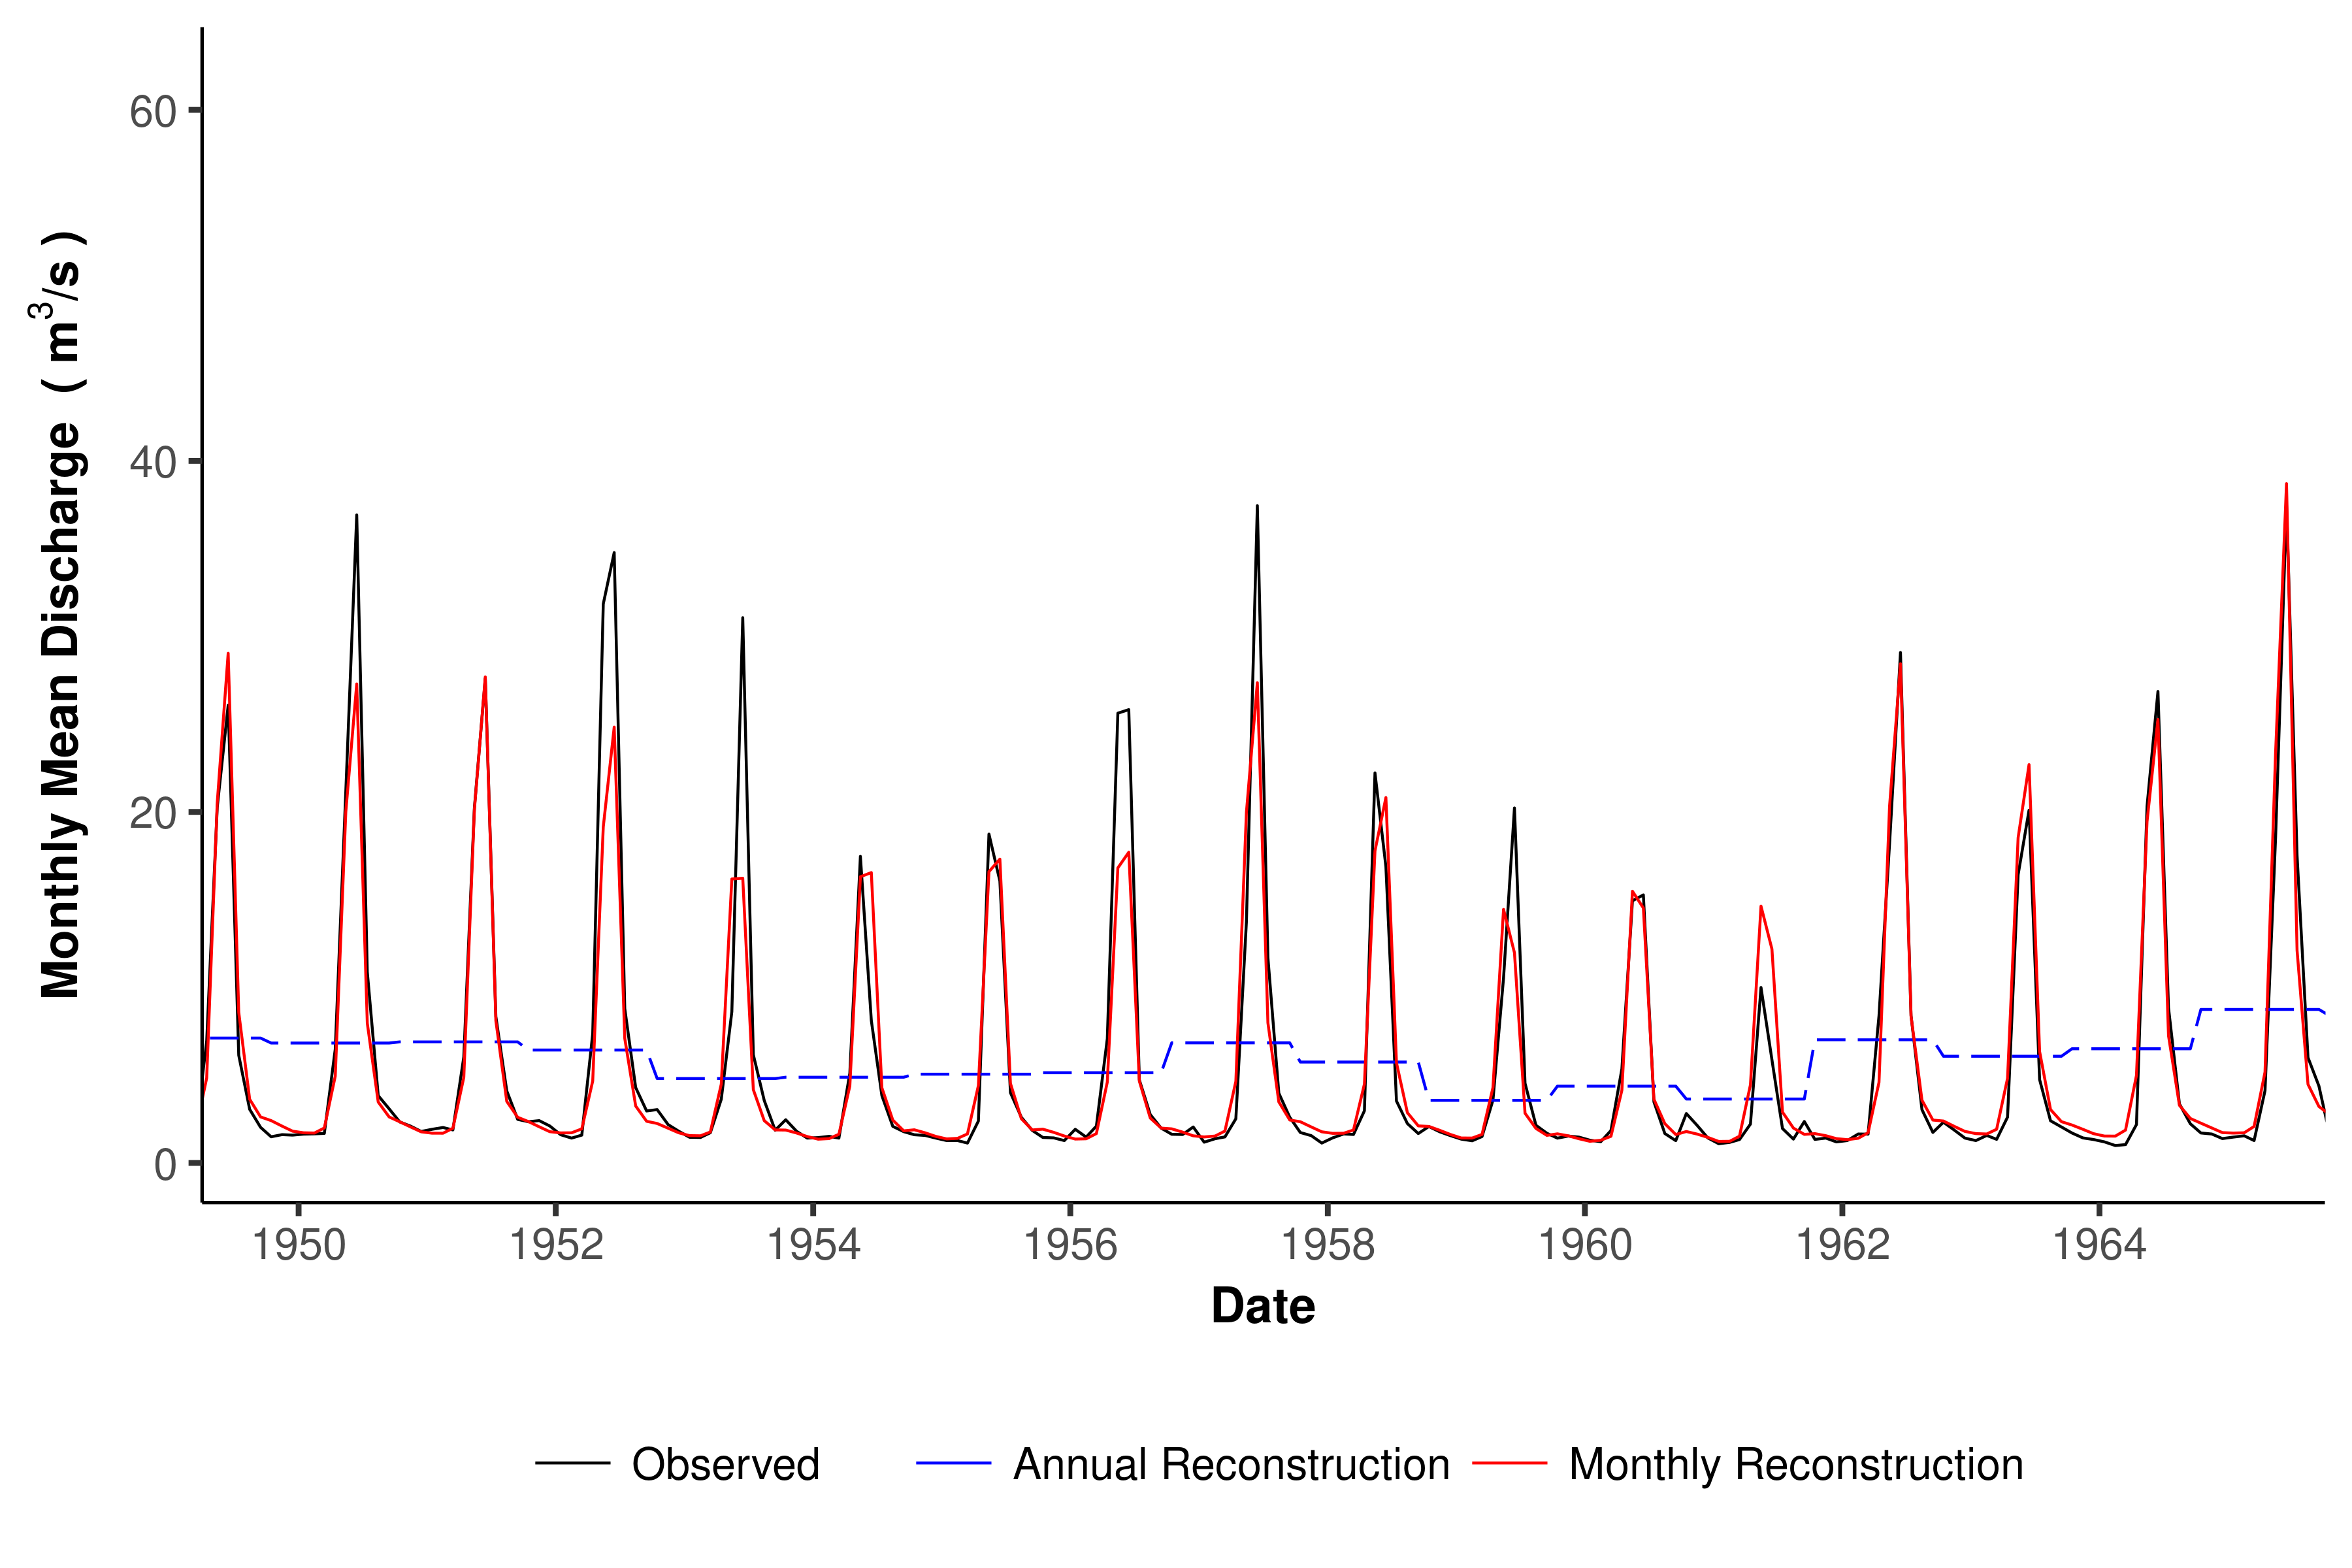 Monthly Mean Discharge ( m³/s )
60
40
20
0
1950 1952 1954 1956 1958 1960 1962 1964
Date
Observed Annual Reconstruction Monthly Reconstruction